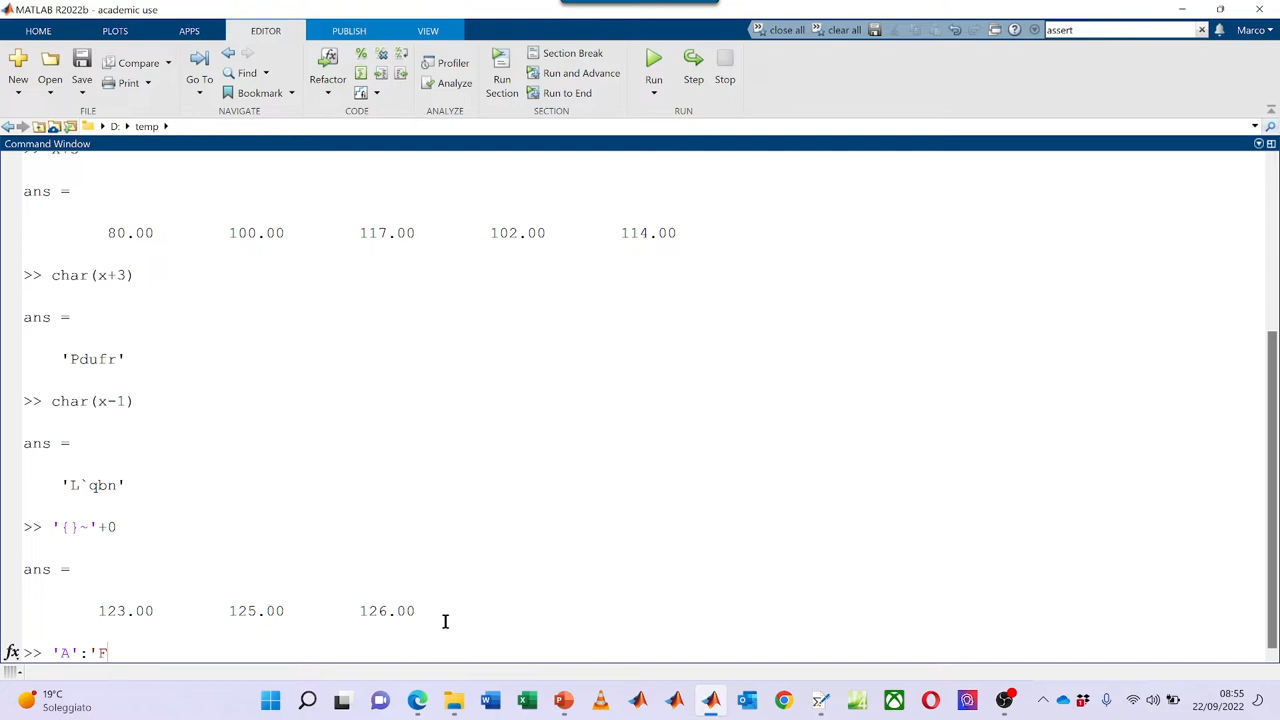 MATLAB R2022b - academic use
HOME PLOTS APPS EDITOR PUBLISH VIEW close all clear all assert Marco
New Open Save Compare Print Go To Find Bookmark Refactor Profiler Analyze Run Section Section Break Run and Advance Run to End Run Step Stop
FILE NAVIGATE CODE ANALYZE SECTION RUN
D: temp
Command Window
ans =
80.00 100.00 117.00 102.00 114.00
>> char(x+3)
ans =
'Pdufr'
>> char(x-1)
ans =
'L`qbn'
>> '{}~'+0
ans =
123.00 125.00 126.00
fx >> 'A':'F
19°C
Soleggiato
08:55
22/09/2022